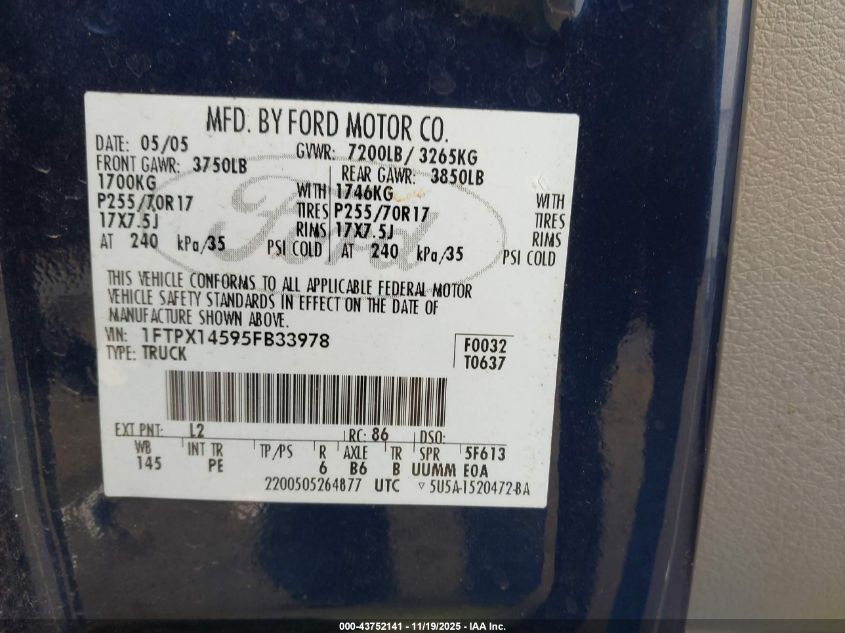 MFD. BY FORD MOTOR CO.
DATE: 05/05 GVWR: 7200LB/ 3265KG
FRONT GAWR: 3750LB REAR GAWR: 3850LB
1700KG WITH 1746KG WITH
P255/70R17 TIRES P255/70R17 TIRES
17X7.5J RIMS 17X7.5J RIMS
AT 240 kPa/35 PSI COLD AT 240 kPa/35 PSI COLD
THIS VEHICLE CONFORMS TO ALL APPLICABLE FEDERAL MOTOR
VEHICLE SAFETY STANDARDS IN EFFECT ON THE DATE OF
MANUFACTURE SHOWN ABOVE.
VIN: 1FTPX14595FB33978 F0032
TYPE: TRUCK T0637
EXT PNT: L2 RC: 86 DSO:
WB INT TR TP/PS R AXLE TR SPR 5F613
145 PE 6 B6 B UUMM E0A
2200505264877 UTC ▽ 5U5A-1520472-BA
Ford
000-43752141 - 11/19/2025 - IAA Inc.